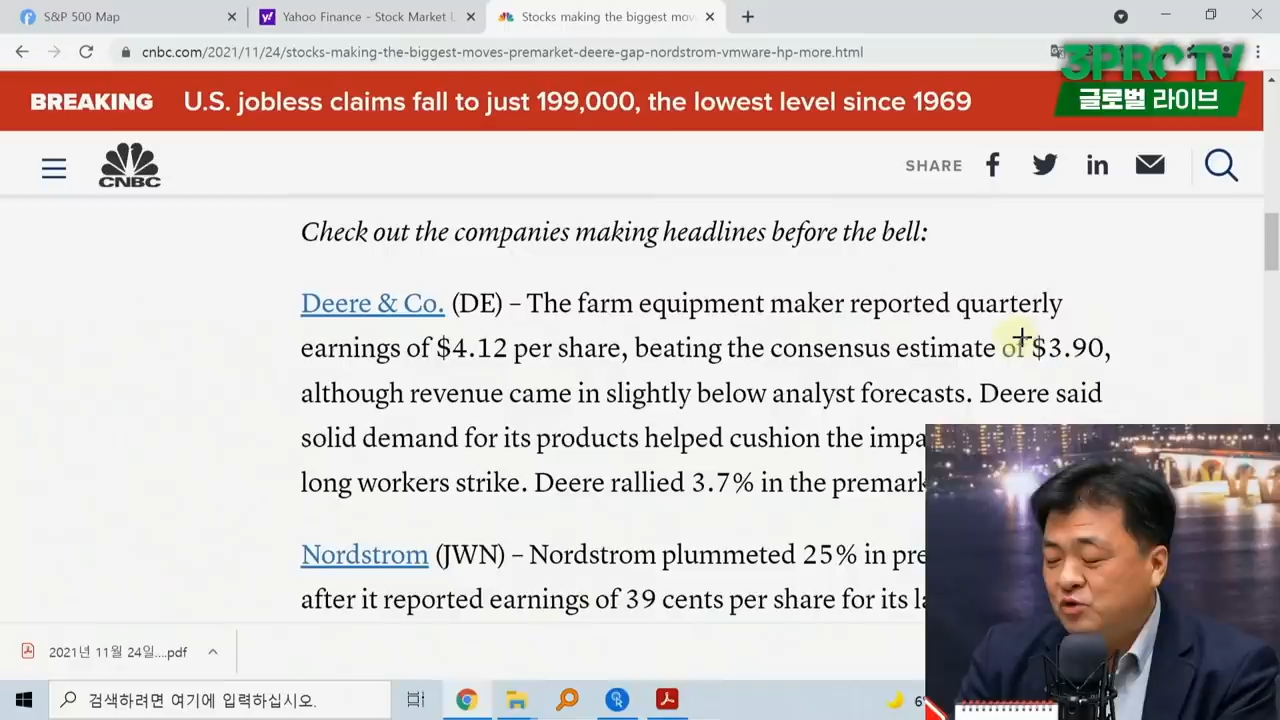 S&P 500 Map
Yahoo Finance - Stock Market L
Stocks making the biggest mov
cnbc.com/2021/11/24/stocks-making-the-biggest-moves-premarket-deere-gap-nordstrom-vmware-hp-more.html
3PRO TV
글로벌 라이브
BREAKING U.S. jobless claims fall to just 199,000, the lowest level since 1969
CNBC
SHARE
Check out the companies making headlines before the bell:
Deere & Co. (DE) – The farm equipment maker reported quarterly
earnings of $4.12 per share, beating the consensus estimate of $3.90,
although revenue came in slightly below analyst forecasts. Deere said
solid demand for its products helped cushion the impa
long workers strike. Deere rallied 3.7% in the premark
Nordstrom (JWN) – Nordstrom plummeted 25% in pre
after it reported earnings of 39 cents per share for its la
2021년 11월 24일....pdf
검색하려면 여기에 입력하십시오.